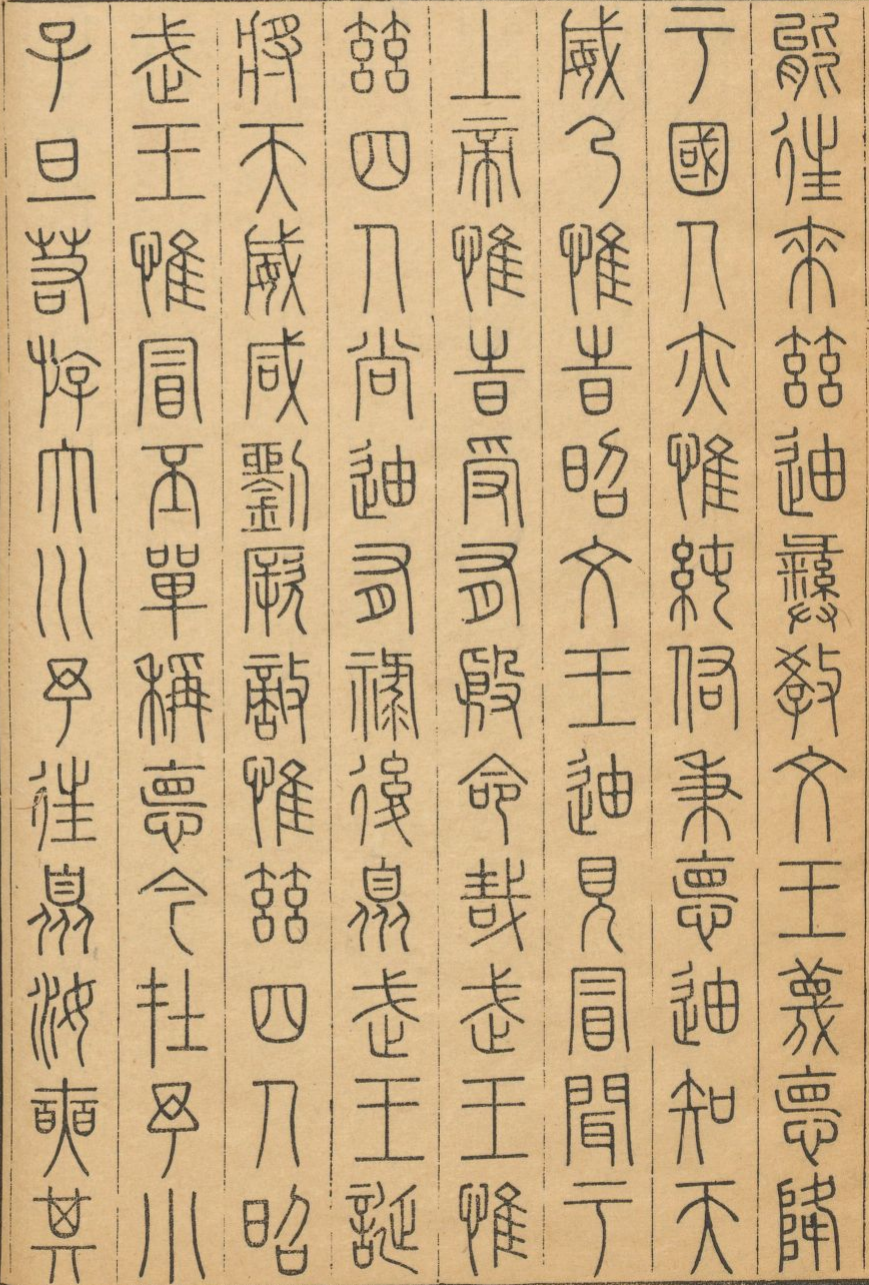 能往來茲迪彝教文王蔑德降
于國人亦惟純佑秉德迪知天
威乃惟時昭文王迪見冒聞于
上帝惟時受有殷命哉武王惟
茲四人尚迪有祿後暨武王誕
將天威咸劉厥敵惟茲四人昭
武王惟冒丕單稱德今在予小
子旦若游大川予往暨汝奭其